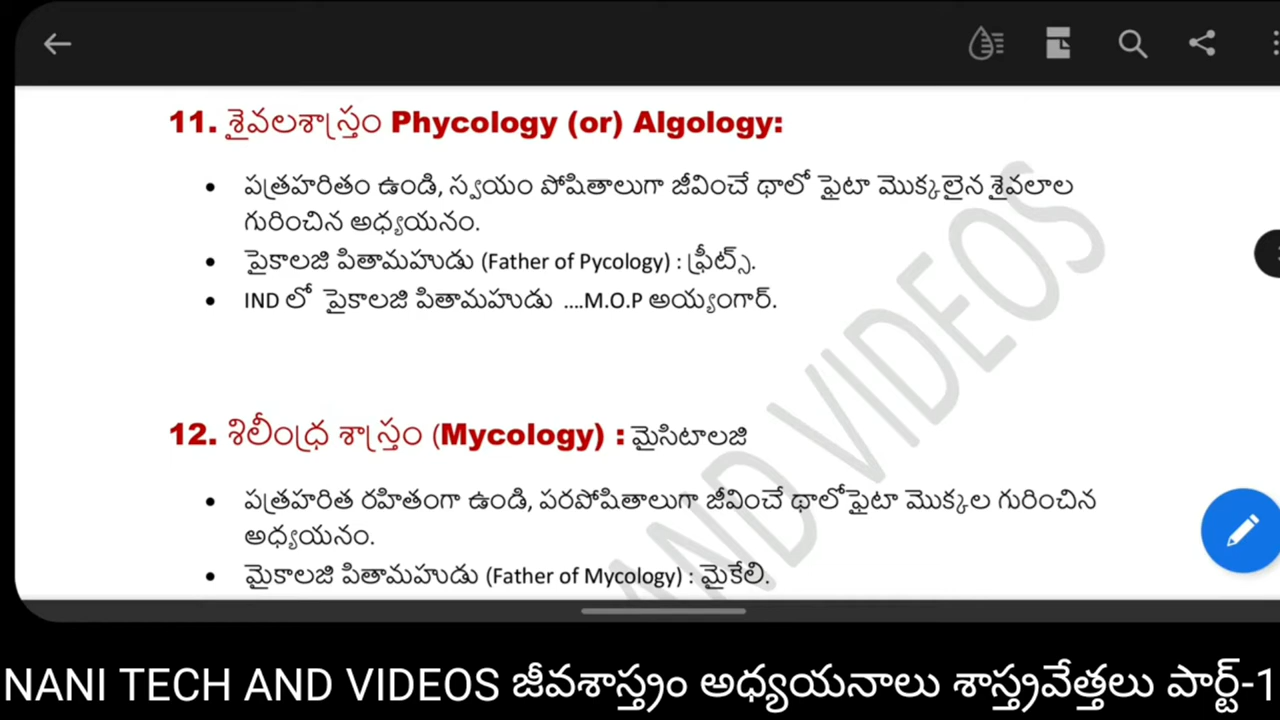 11. శైవలశాస్త్రం Phycology (or) Algology:
• పత్రహరితం ఉండి, స్వయం పోషితాలుగా జీవించే థాలో ఫైటా మొక్కలైన శైవలాల
గురించిన అధ్యయనం.
• పైకాలజి పితామహుడు (Father of Pycology) : ఫ్రీట్స్.
• IND లో పైకాలజి పితామహుడు ....M.O.P అయ్యంగార్.
12. శిలీంధ్ర శాస్త్రం (Mycology) : మైసిటాలజి
• పత్రహరిత రహితంగా ఉండి, పరపోషితాలుగా జీవించే థాలోఫైటా మొక్కల గురించిన
అధ్యయనం.
• మైకాలజి పితామహుడు (Father of Mycology) : మైకేలి.
AND VIDEOS
NANI TECH AND VIDEOS జీవశాస్త్రం అధ్యయనాలు శాస్త్రవేత్తలు పార్ట్-1